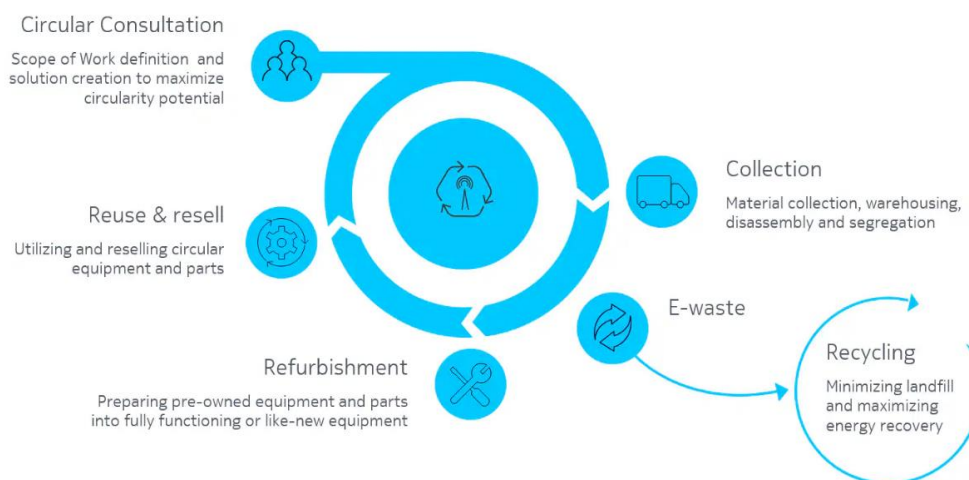 Circular Consultation
Scope of Work definition and
solution creation to maximize
circularity potential
Collection
Material collection, warehousing,
disassembly and segregation
Reuse & resell
Utilizing and reselling circular
equipment and parts
E-waste
Recycling
Minimizing landfill
and maximizing
energy recovery
Refurbishment
Preparing pre-owned equipment and parts
into fully functioning or like-new equipment